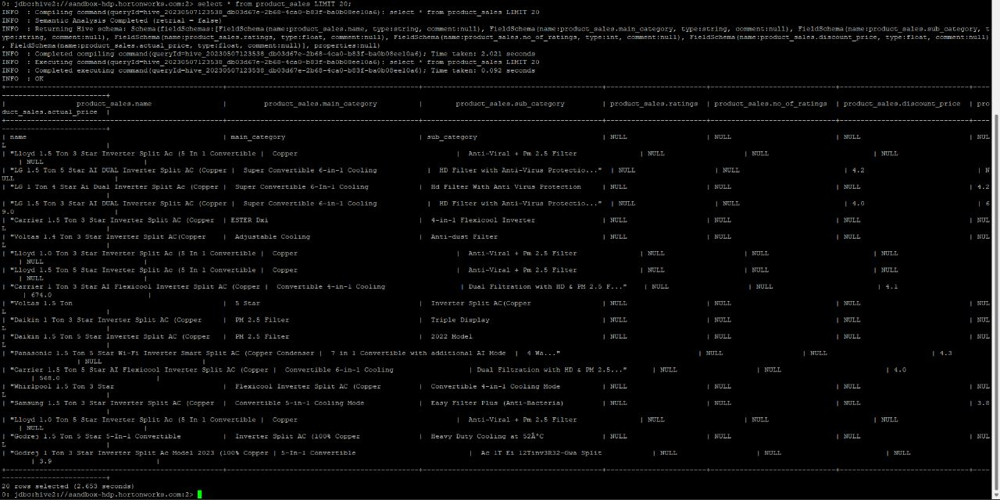 0: jdbc:hive2://sandbox-hdp.hortonworks.com:2> select * from product_sales LIMIT 20;
INFO  : Compiling command(queryId=hive_20230507123538_db03d67e-2b68-4ca0-b83f-ba0b08ee10a6): select * from product_sales LIMIT 20
INFO  : Semantic Analysis Completed (retrial = false)
INFO  : Returning Hive schema: Schema(fieldSchemas:[FieldSchema(name:product_sales.name, type:string, comment:null), FieldSchema(name:product_sales.main_category, type:string, comment:null), FieldSchema(name:product_sales.sub_category, t
ype:string, comment:null), FieldSchema(name:product_sales.ratings, type:float, comment:null), FieldSchema(name:product_sales.no_of_ratings, type:int, comment:null), FieldSchema(name:product_sales.discount_price, type:float, comment:null)
, FieldSchema(name:product_sales.actual_price, type:float, comment:null)], properties:null)
INFO  : Completed compiling command(queryId=hive_20230507123538_db03d67e-2b68-4ca0-b83f-ba0b08ee10a6); Time taken: 2.021 seconds
INFO  : Executing command(queryId=hive_20230507123538_db03d67e-2b68-4ca0-b83f-ba0b08ee10a6): select * from product_sales LIMIT 20
INFO  : Completed executing command(queryId=hive_20230507123538_db03d67e-2b68-4ca0-b83f-ba0b08ee10a6); Time taken: 0.092 seconds
INFO  : OK
| product_sales.name | product_sales.main_category | product_sales.sub_category | product_sales.ratings | product_sales.no_of_ratings | product_sales.discount_price | pro
duct_sales.actual_price |
| name | main_category | sub_category | NULL | NULL | NULL | NUL
L |
| "Lloyd 1.5 Ton 3 Star Inverter Split Ac (5 In 1 Convertible | Copper | Anti-Viral + Pm 2.5 Filter | NULL | NULL | NULL
| NULL |
| "LG 1.5 Ton 5 Star AI DUAL Inverter Split AC (Copper | Super Convertible 6-in-1 Cooling | HD Filter with Anti-Virus Protectio..." | NULL | NULL | 4.2 | N
ULL |
| "LG 1 Ton 4 Star Ai Dual Inverter Split Ac (Copper | Super Convertible 6-In-1 Cooling | Hd Filter With Anti Virus Protection | NULL | NULL | NULL | 4.2
|
| "LG 1.5 Ton 3 Star AI DUAL Inverter Split AC (Copper | Super Convertible 6-in-1 Cooling | HD Filter with Anti-Virus Protectio..." | NULL | NULL | 4.0 | 6
9.0 |
| "Carrier 1.5 Ton 3 Star Inverter Split AC (Copper | ESTER Dxi | 4-in-1 Flexicool Inverter | NULL | NULL | NULL | NUL
L |
| "Voltas 1.4 Ton 3 Star Inverter Split AC(Copper | Adjustable Cooling | Anti-dust Filter | NULL | NULL | NULL | NUL
L |
| "Lloyd 1.0 Ton 3 Star Inverter Split Ac (5 In 1 Convertible | Copper | Anti-Viral + Pm 2.5 Filter | NULL | NULL | NULL
| NULL |
| "Lloyd 1.5 Ton 5 Star Inverter Split Ac (5 In 1 Convertible | Copper | Anti-Viral + Pm 2.5 Filter | NULL | NULL | NULL
| NULL |
| "Carrier 1 Ton 3 Star AI Flexicool Inverter Split AC (Copper | Convertible 4-in-1 Cooling | Dual Filtration with HD & PM 2.5 F..." | NULL | NULL | 4.1
| 674.0 |
| "Voltas 1.5 Ton | 5 Star | Inverter Split AC(Copper | NULL | NULL | NULL | NUL
L |
| "Daikin 1 Ton 3 Star Inverter Split AC (Copper | PM 2.5 Filter | Triple Display | NULL | NULL | NULL | NUL
L |
| "Daikin 1.5 Ton 5 Star Inverter Split AC (Copper | PM 2.5 Filter | 2022 Model | NULL | NULL | NULL | NUL
L |
| "Panasonic 1.5 Ton 5 Star Wi-Fi Inverter Smart Split AC (Copper Condenser | 7 in 1 Convertible with additional AI Mode | 4 Wa..." | NULL | NULL | 4.3
| NULL |
| "Carrier 1.5 Ton 5 Star AI Flexicool Inverter Split AC (Copper | Convertible 6-in-1 Cooling | Dual Filtration with HD & PM 2.5..." | NULL | NULL | 4.0
| 568.0 |
| "Whirlpool 1.5 Ton 3 Star | Flexicool Inverter Split AC (Copper | Convertible 4-in-1 Cooling Mode | NULL | NULL | NULL | NUL
L |
| "Samsung 1.5 Ton 3 Star Inverter Split AC (Copper | Convertible 5-in-1 Cooling Mode | Easy Filter Plus (Anti-Bacteria) | NULL | NULL | NULL | 3.8
|
| "Lloyd 1.0 Ton 5 Star Inverter Split Ac (5 In 1 Convertible | Copper | Anti-Viral + Pm 2.5 Filter | NULL | NULL | NULL
| NULL |
| "Godrej 1.5 Ton 5 Star 5-In-1 Convertible | Inverter Split AC (100% Copper | Heavy Duty Cooling at 52Â°C | NULL | NULL | NULL | NUL
L |
| "Godrej 1 Ton 3 Star Inverter Split Ac Model 2023 (100% Copper | 5-In-1 Convertible | Ac 1T Ei 12Tinv3R32-Gwa Split | NULL | NULL | NULL
| 3.9 |
20 rows selected (2.653 seconds)
0: jdbc:hive2://sandbox-hdp.hortonworks.com:2>